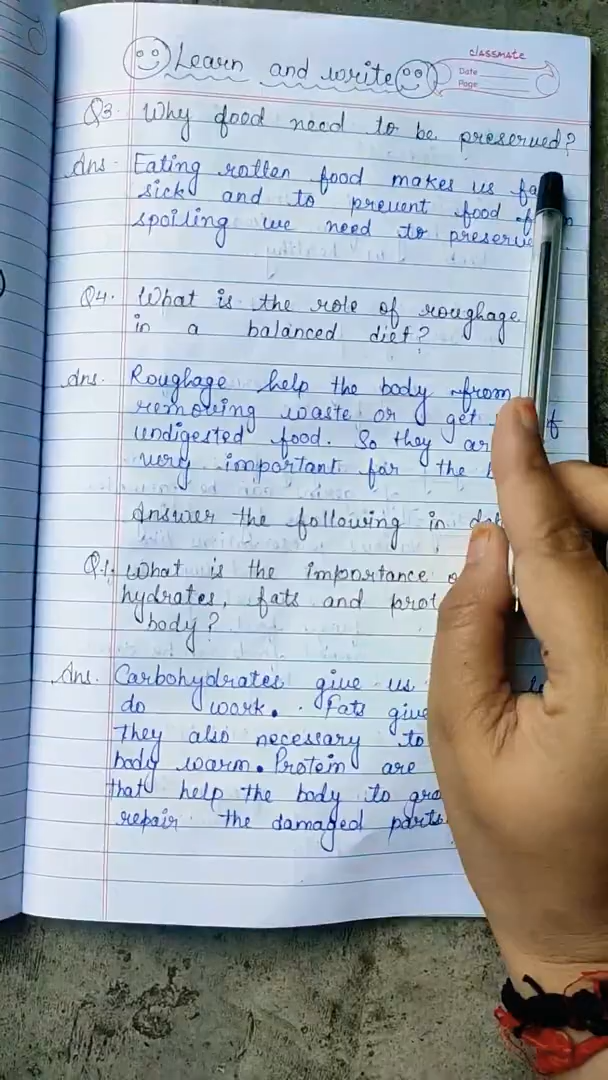 classmate
Learn and write
Date
Page
Q3. Why food need to be preserved?
Ans - Eating rotten food makes us
sick and to prevent food
spoiling we need to
Q4. What is the role of roughage
in a balanced diet?
Ans. Roughage help the body from
removing waste or get of
undigested food. So they
very important for the
Answer the following in
Q1. What is the importance
hydrates, fats and
body?
Ans. Carbohydrates give us
do work. Fats give
They also necessary to
body warm. Protein are
that help the body to
repair the damaged parts